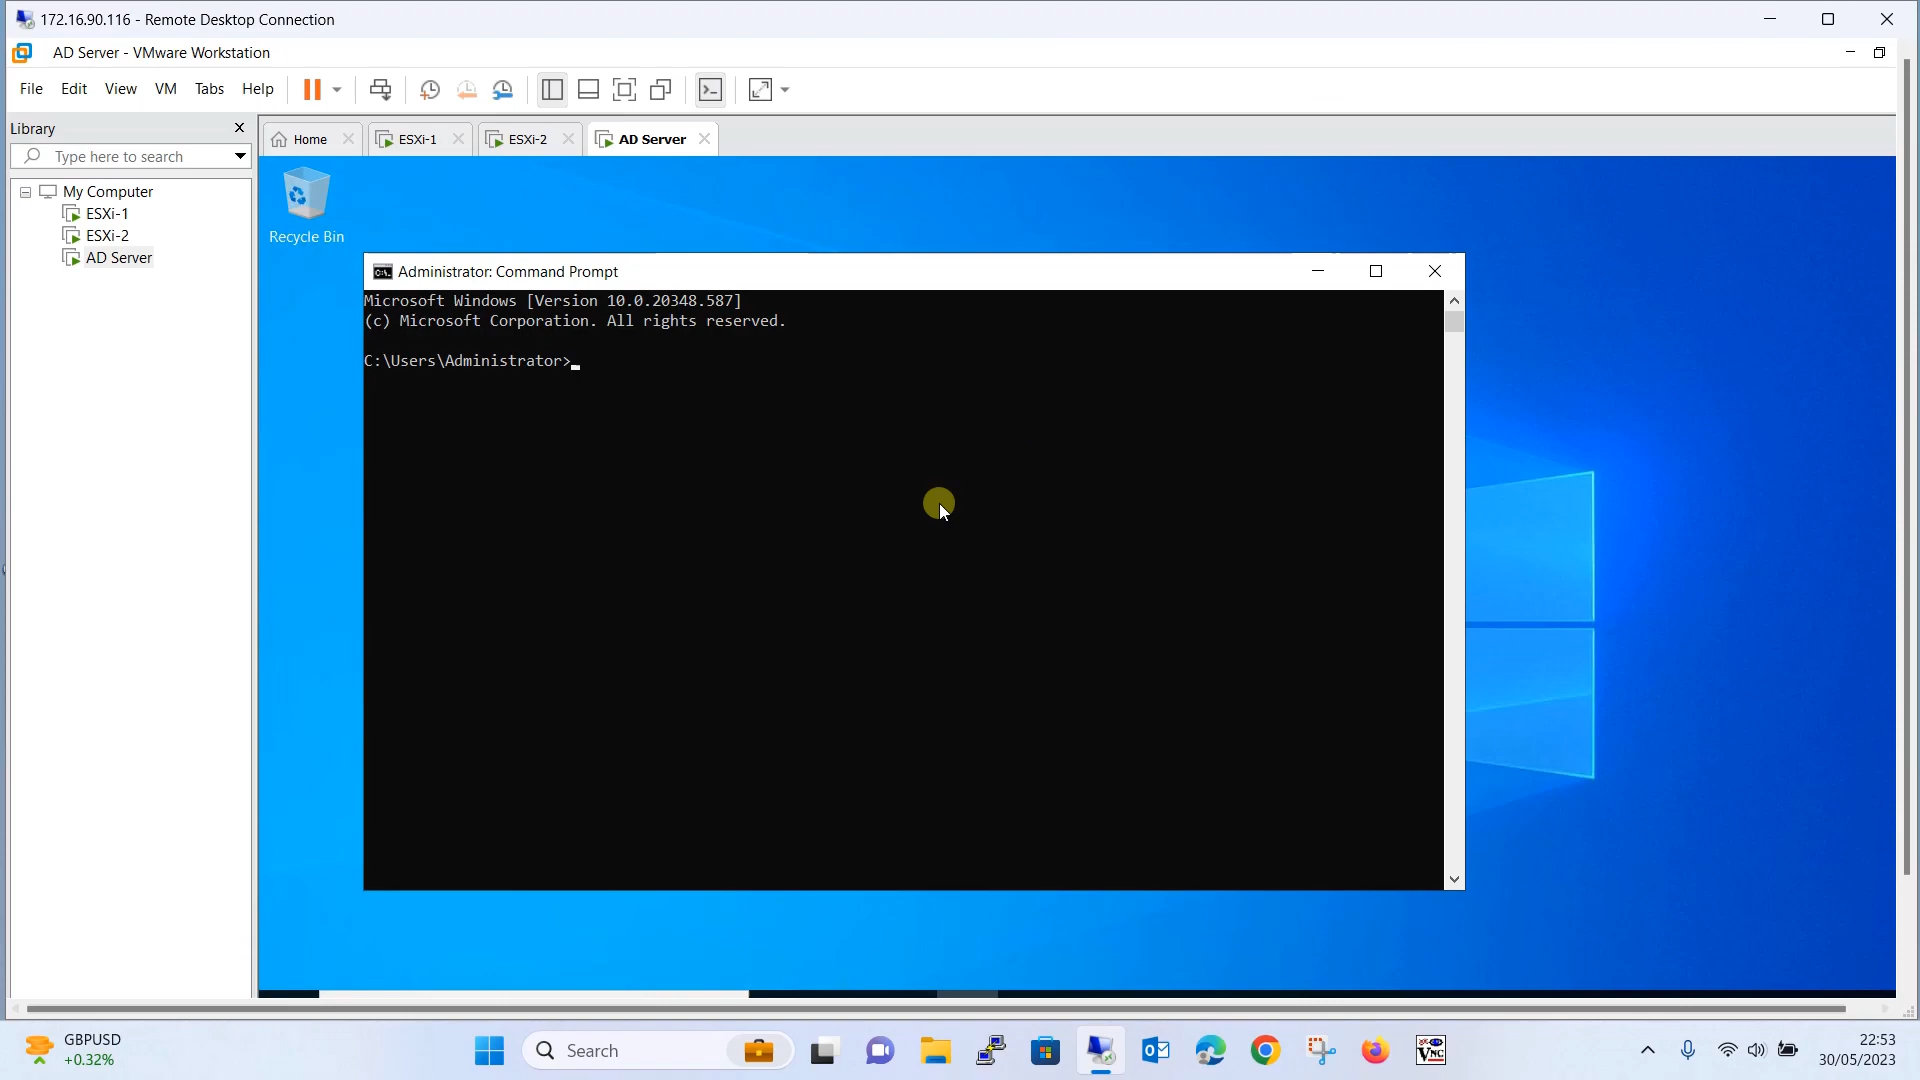 172.16.90.116 - Remote Desktop Connection
AD Server - VMware Workstation
File Edit View VM Tabs Help
Library
Type here to search
My Computer
ESXi-1
ESXi-2
AD Server
Home ESXi-1 ESXi-2 AD Server
Recycle Bin
Administrator: Command Prompt
Microsoft Windows [Version 10.0.20348.587]
(c) Microsoft Corporation. All rights reserved.
C:\Users\Administrator>
GBPUSD
+0.32%
Search
VNC
22:53
30/05/2023